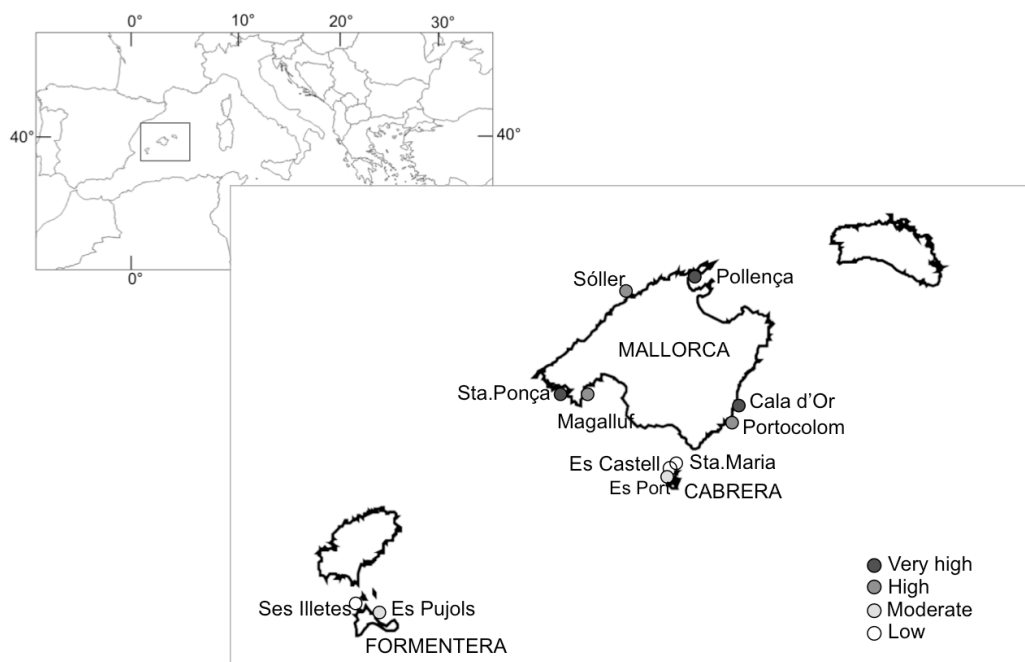 0° 10° 20° 30°
40° 40°
0°
Sóller Pollença
MALLORCA
Sta.Ponça Cala d’Or
Magalluf Portocolom
Es Castell Sta.Maria
Es Port CABRERA
Very high
High
Ses Illetes Es Pujols Moderate
Low
FORMENTERA